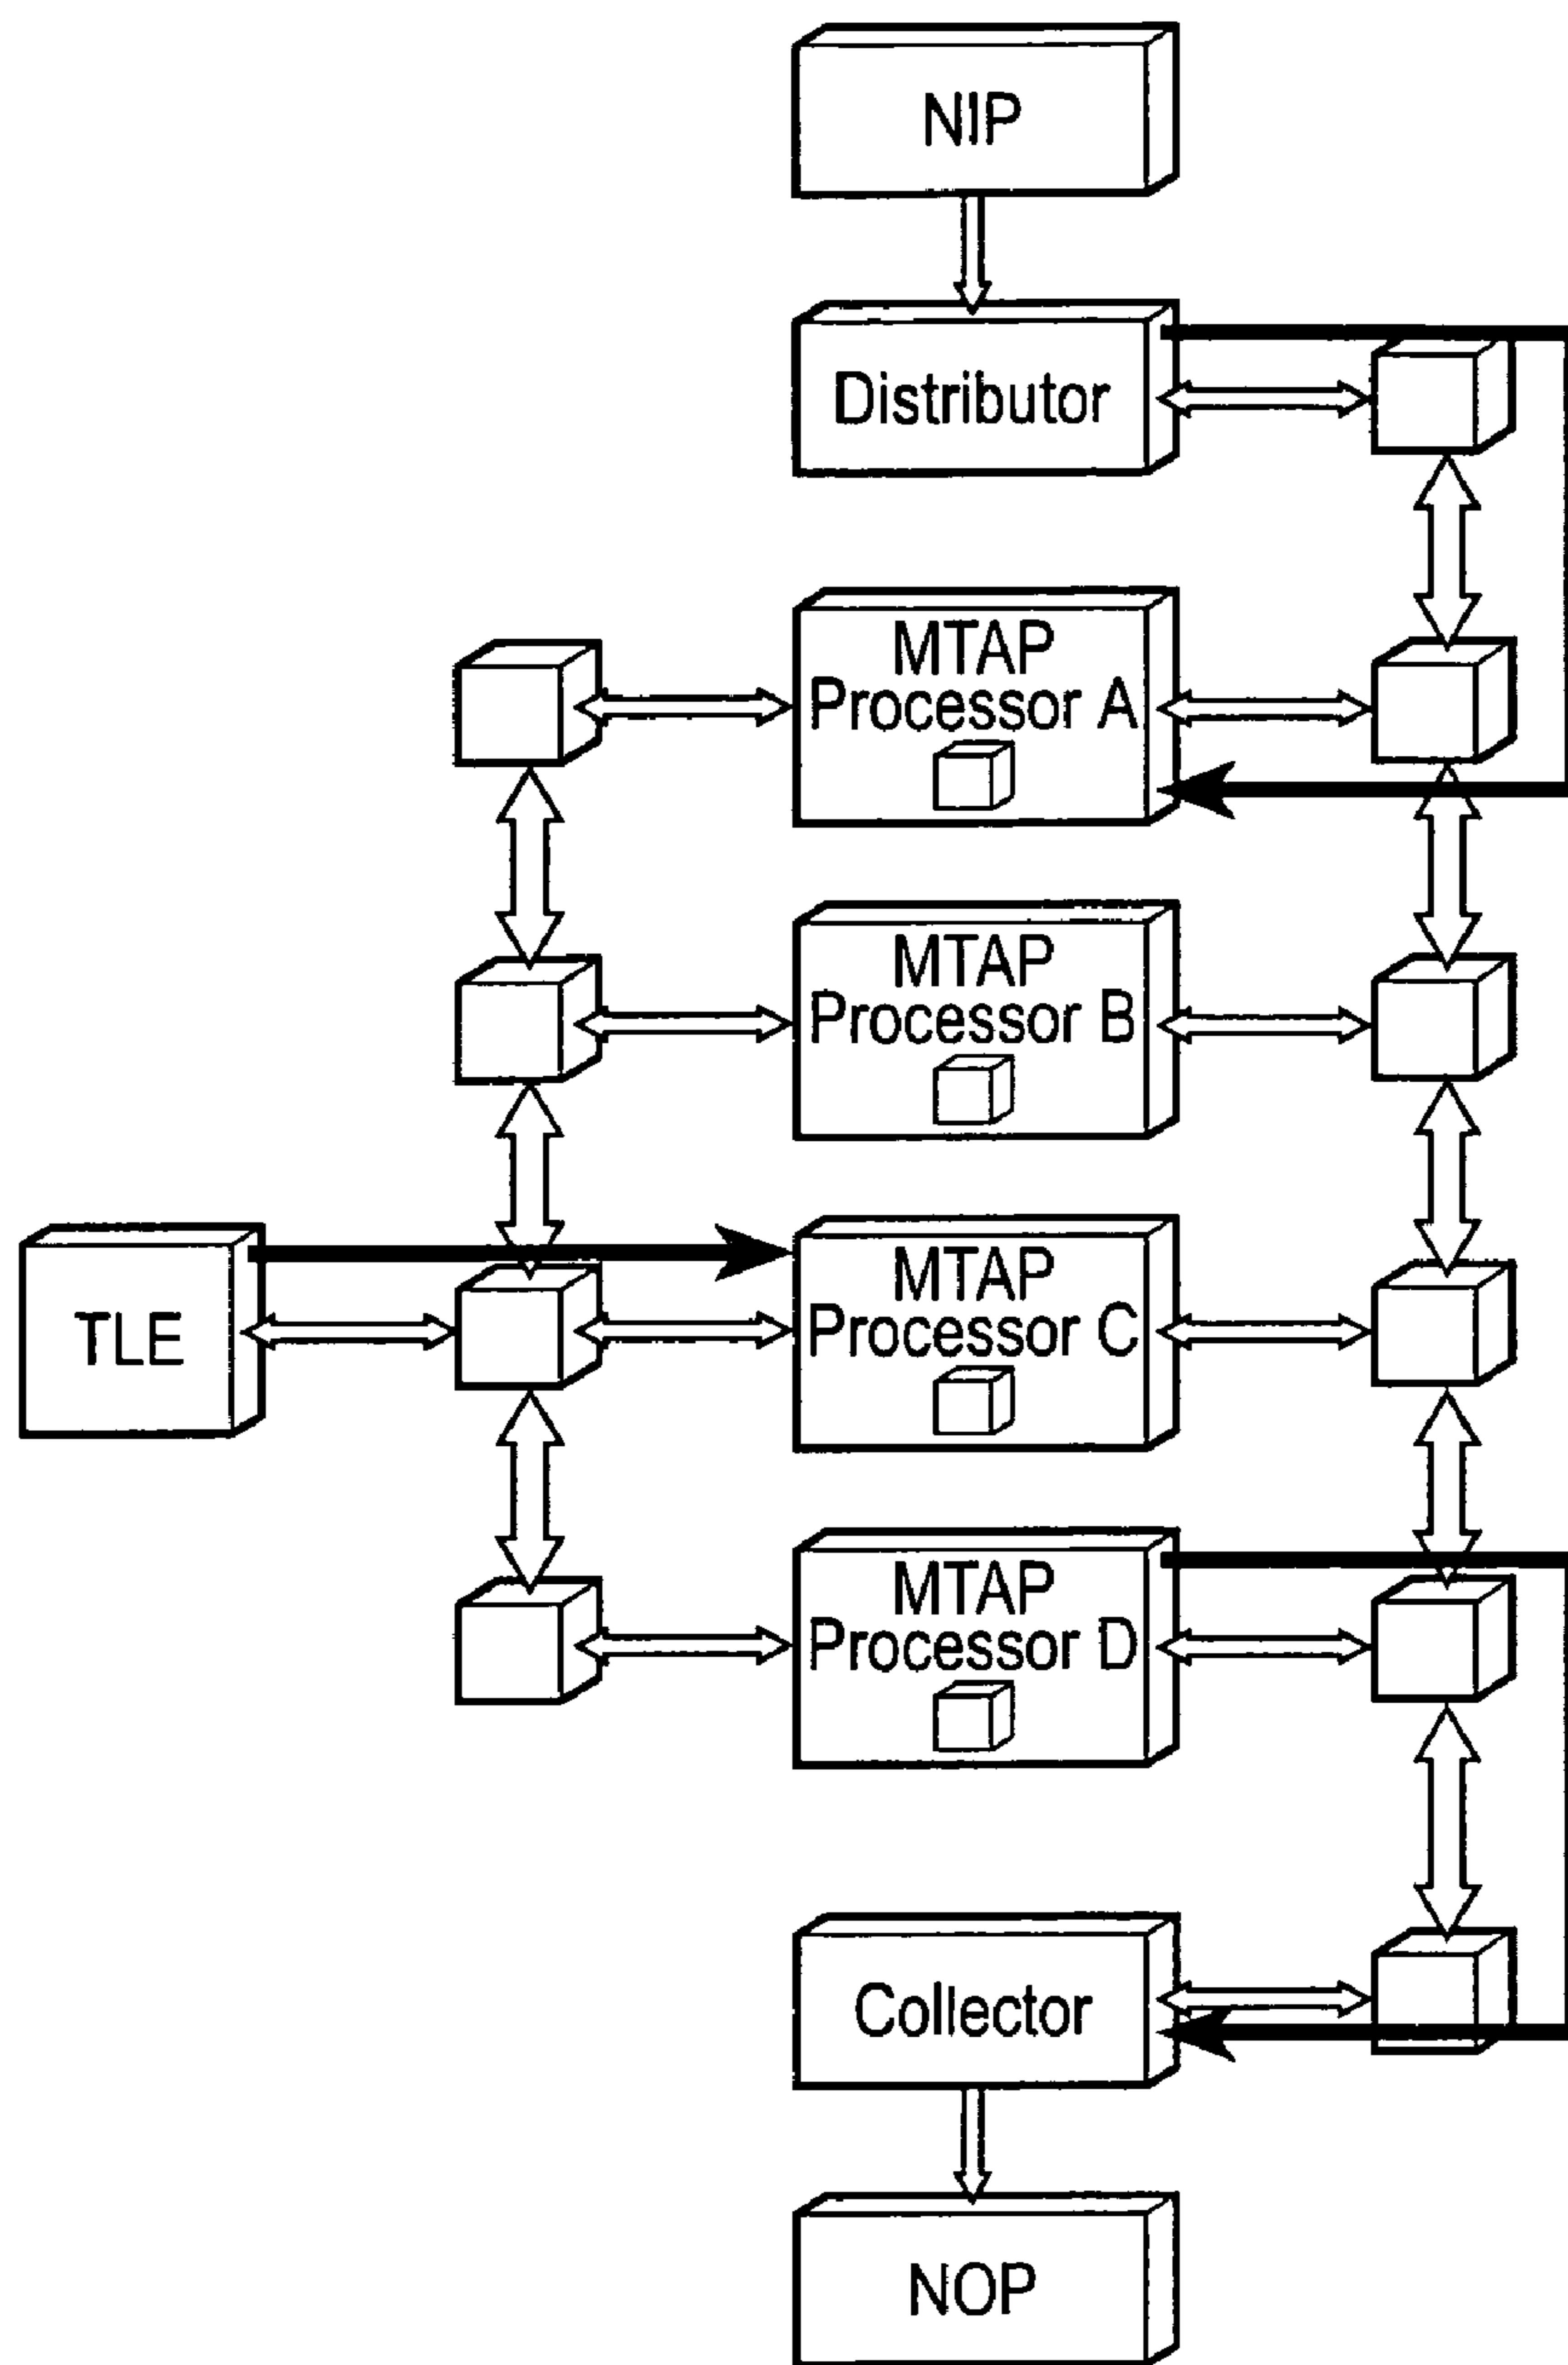 NIP
Distributor
MTAP
Processor A
MTAP
Processor B
TLE
MTAP
Processor C
MTAP
Processor D
Collector
NOP